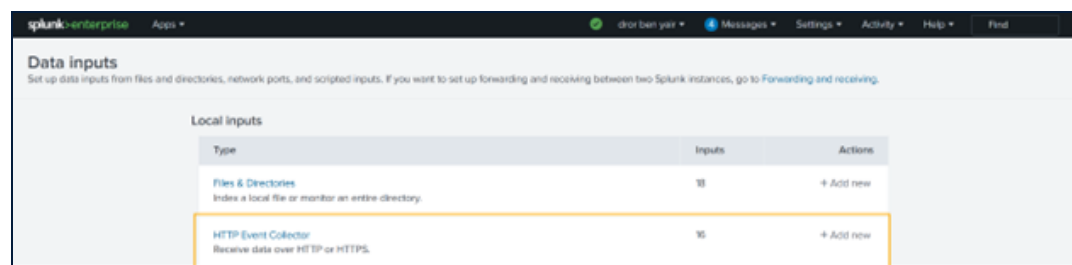 splunk>enterprise Apps dror ben yair 4 Messages Settings Activity Help Find
Data inputs
Set up data inputs from files and directories, network ports, and scripted inputs. If you want to set up forwarding and receiving between two Splunk instances, go to Forwarding and receiving.
Local inputs
Type Inputs Actions
Files & Directories 18 + Add new
Index a local file or monitor an entire directory.
HTTP Event Collector 16 + Add new
Receive data over HTTP or HTTPS.